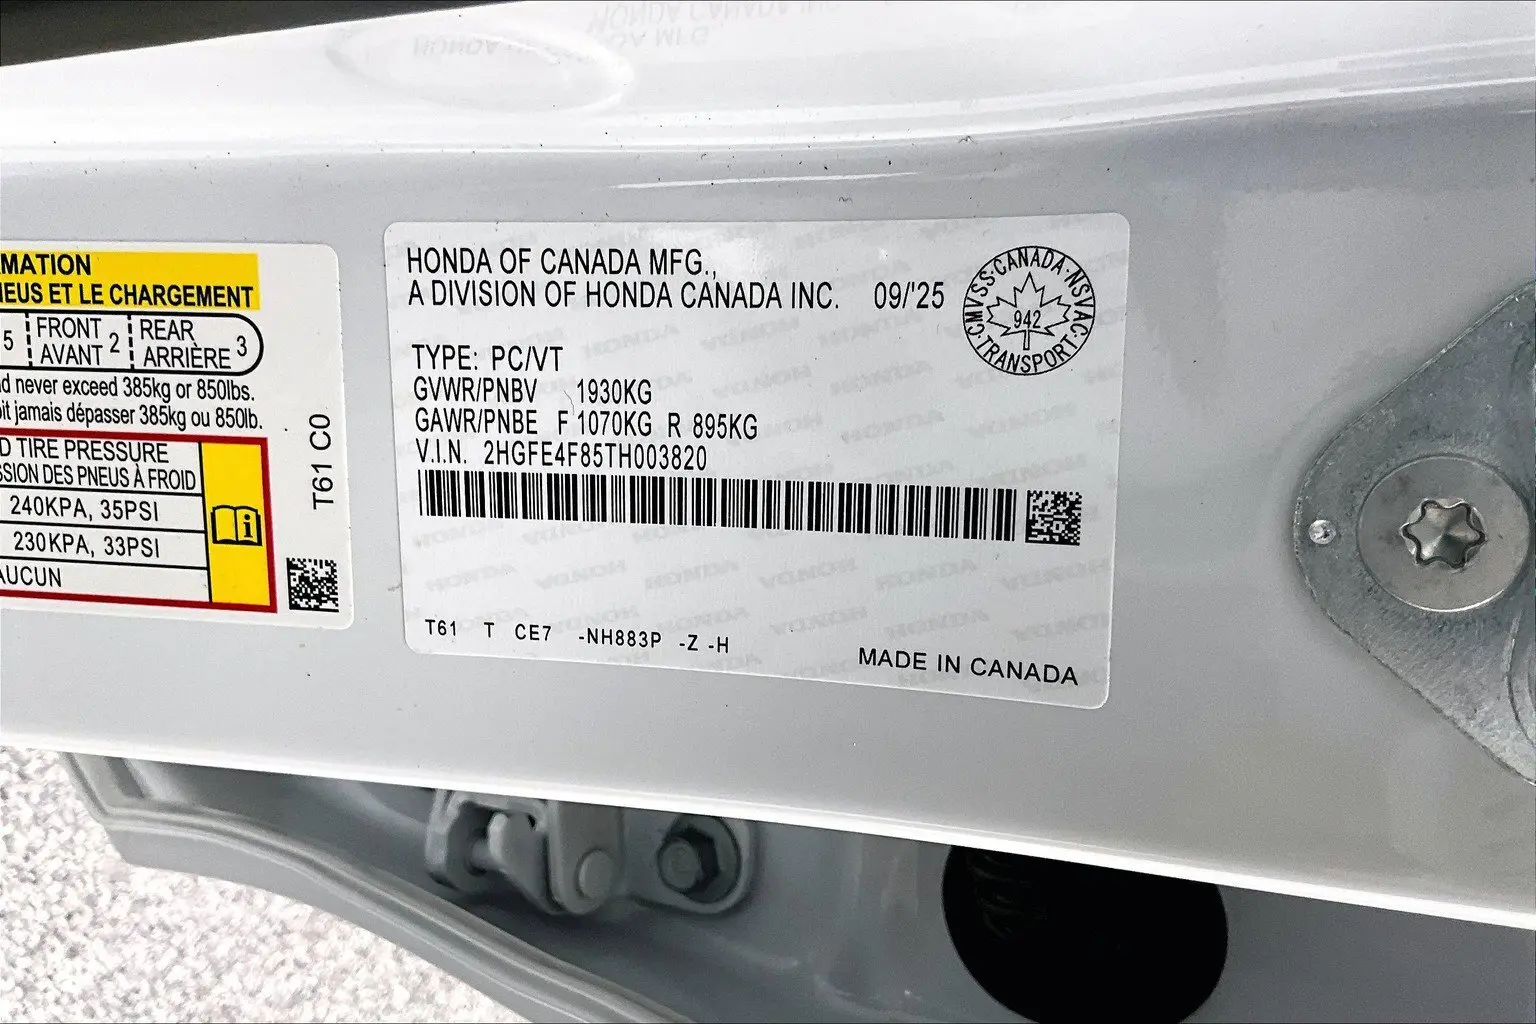 MATION
NEUS ET LE CHARGEMENT
5 FRONT AVANT 2 REAR ARRIÈRE 3
never exceed 385kg or 850lbs.
jamais dépasser 385kg ou 850lb.
TIRE PRESSURE
SSION DES PNEUS À FROID
240KPA, 35PSI
230KPA, 33PSI
AUCUN
T61 C0
HONDA OF CANADA MFG.,
A DIVISION OF HONDA CANADA INC. 09/'25
CMVSS·CANADA·NSVAC·TRANSPORT·
942
TYPE: PC/VT
GVWR/PNBV 1930KG
GAWR/PNBE F 1070KG R 895KG
V.I.N. 2HGFE4F85TH003820
T61 T CE7 -NH883P -Z -H
MADE IN CANADA